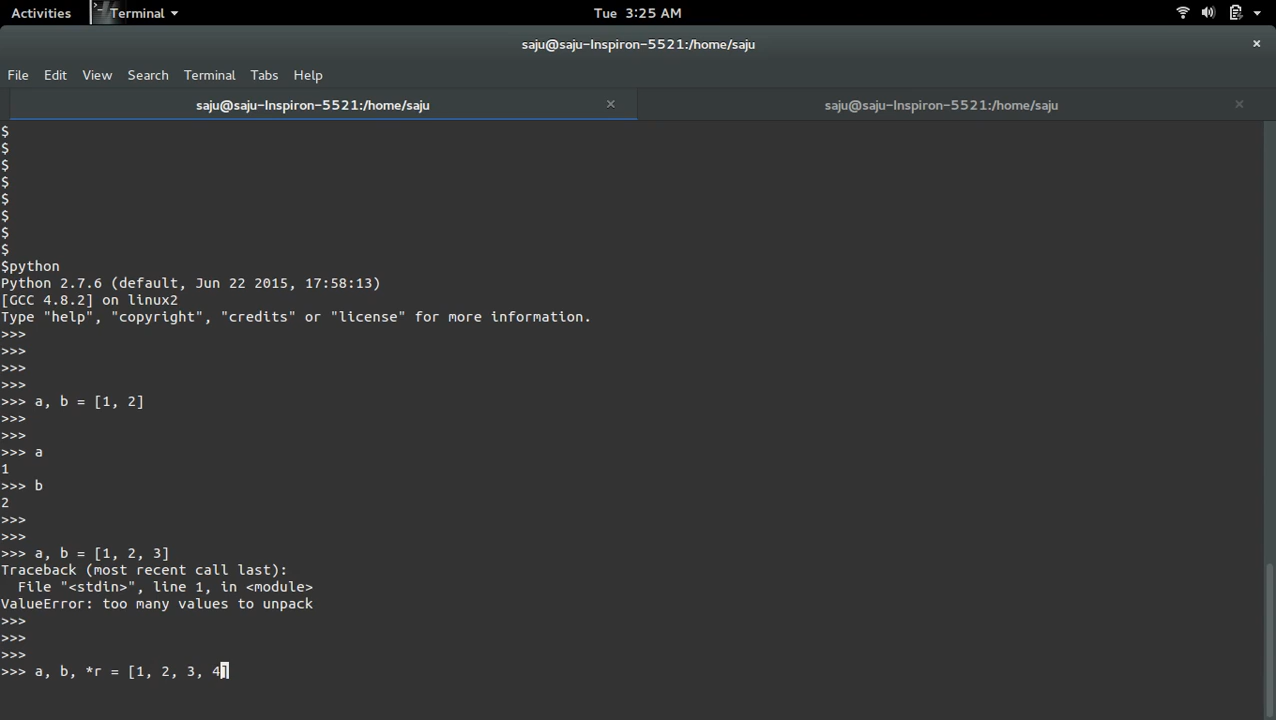 Activities Terminal Tue 3:25 AM
saju@saju-Inspiron-5521:/home/saju
File Edit View Search Terminal Tabs Help
saju@saju-Inspiron-5521:/home/saju saju@saju-Inspiron-5521:/home/saju
$
$
$
$
$
$
$
$
$python
Python 2.7.6 (default, Jun 22 2015, 17:58:13)
[GCC 4.8.2] on linux2
Type "help", "copyright", "credits" or "license" for more information.
>>>
>>>
>>>
>>>
>>> a, b = [1, 2]
>>>
>>>
>>> a
1
>>> b
2
>>>
>>>
>>> a, b = [1, 2, 3]
Traceback (most recent call last):
  File "<stdin>", line 1, in <module>
ValueError: too many values to unpack
>>>
>>>
>>>
>>> a, b, *r = [1, 2, 3, 4]